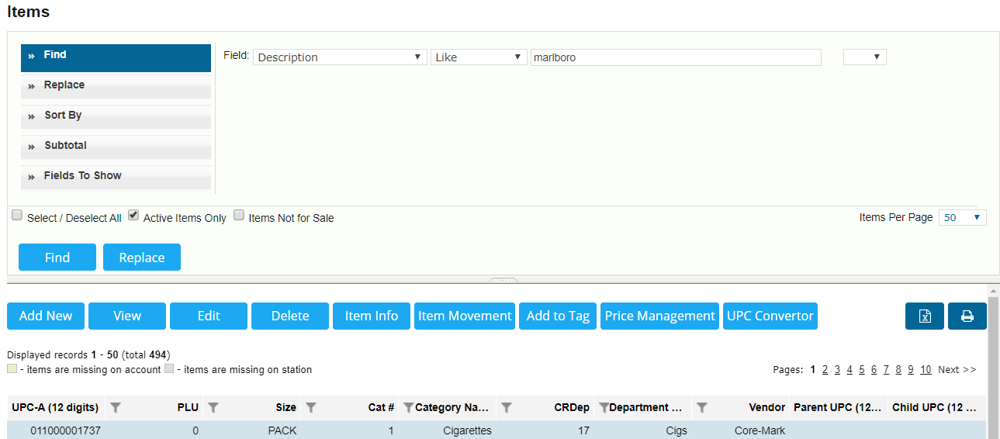 Items
» Find
Field: Description Like marlboro
» Replace
» Sort By
» Subtotal
» Fields To Show
Select / Deselect All Active Items Only Items Not for Sale Items Per Page 50
Find Replace
Add New View Edit Delete Item Info Item Movement Add to Tag Price Management UPC Convertor
Displayed records 1 - 50 (total 494)
- items are missing on account - items are missing on station Pages: 1 2 3 4 5 6 7 8 9 10 Next >>
UPC-A (12 digits) PLU Size Cat # Category Na... CRDep Department ... Vendor Parent UPC (12... Child UPC (12 ...
011000001737 0 PACK 1 Cigarettes 17 Cigs Core-Mark